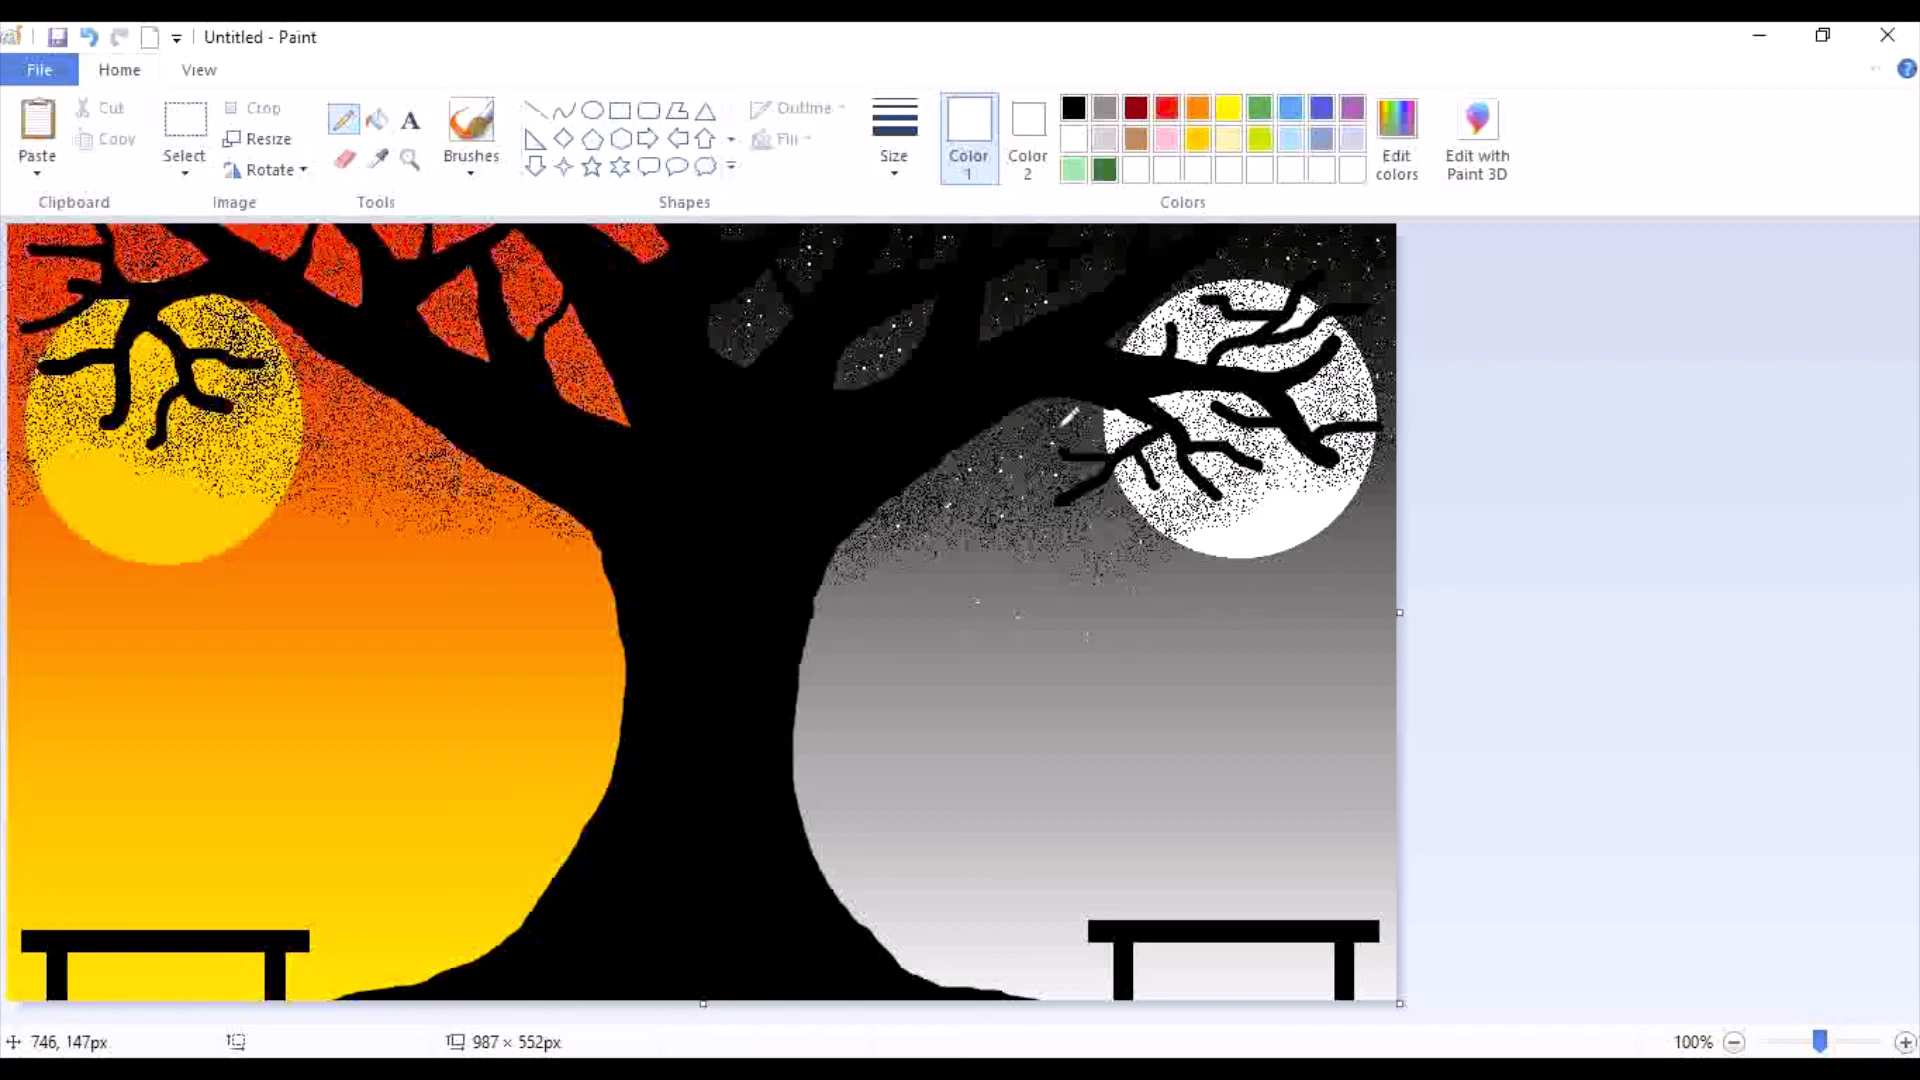 Untitled - Paint
File Home View
Paste
Cut
Copy
Clipboard
Select
Crop
Resize
Rotate
Image
A
Tools
Brushes
Shapes
Outline
Fill
Size
Color
1
Color
2
Colors
Edit
colors
Edit with
Paint 3D
?
746, 147px
987 × 552px
100%